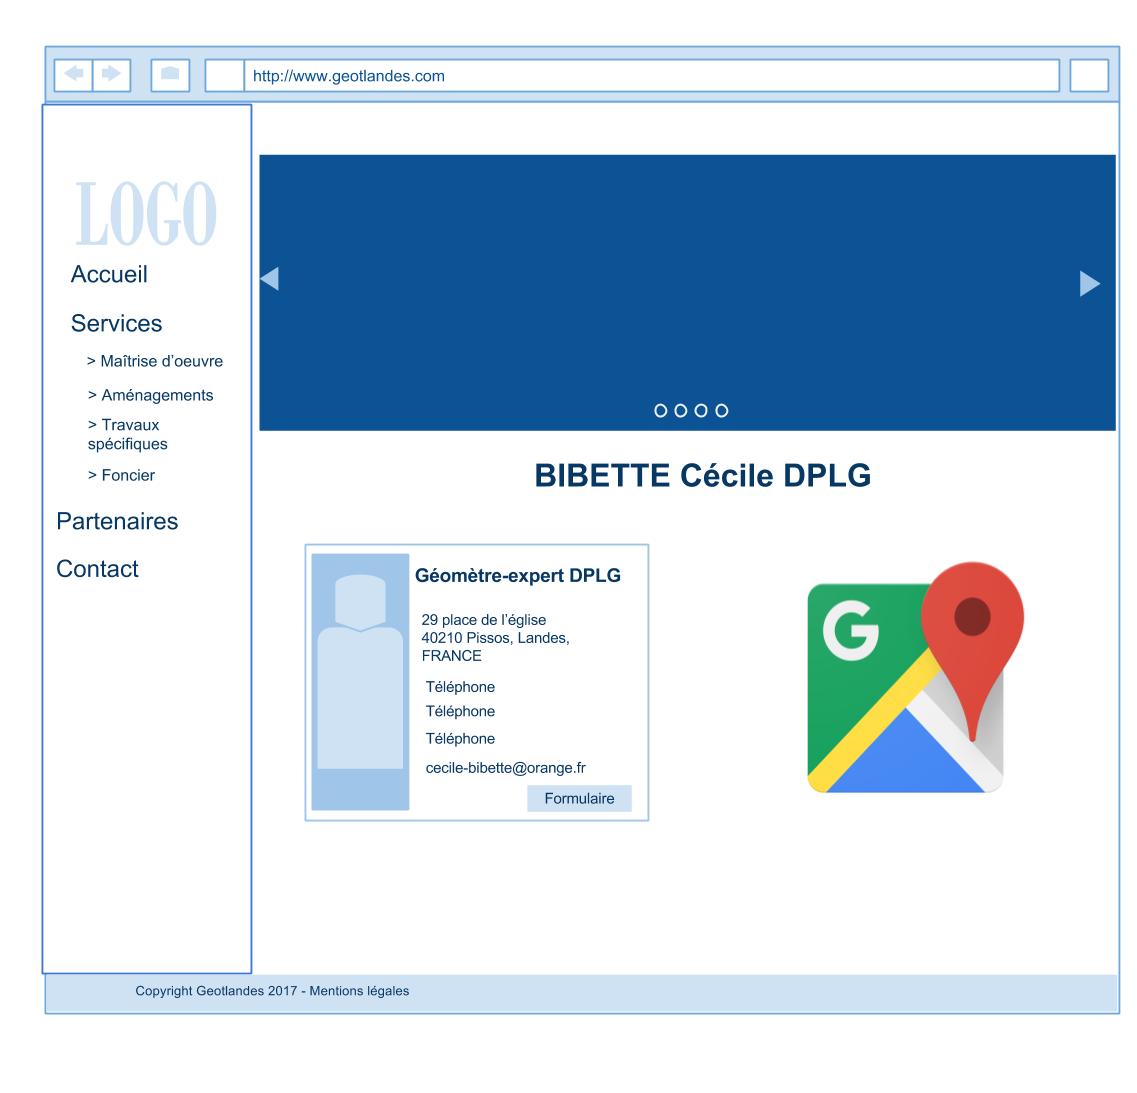 http://www.geotlandes.com
LOGO
Accueil
Services
> Maîtrise d'oeuvre
> Aménagements
> Travaux
spécifiques
> Foncier
Partenaires
Contact
BIBETTE Cécile DPLG
Géomètre-expert DPLG
29 place de l'église
40210 Pissos, Landes,
FRANCE
Téléphone
Téléphone
Téléphone
cecile-bibette@orange.fr
Formulaire
G
Copyright Geotlandes 2017 - Mentions légales